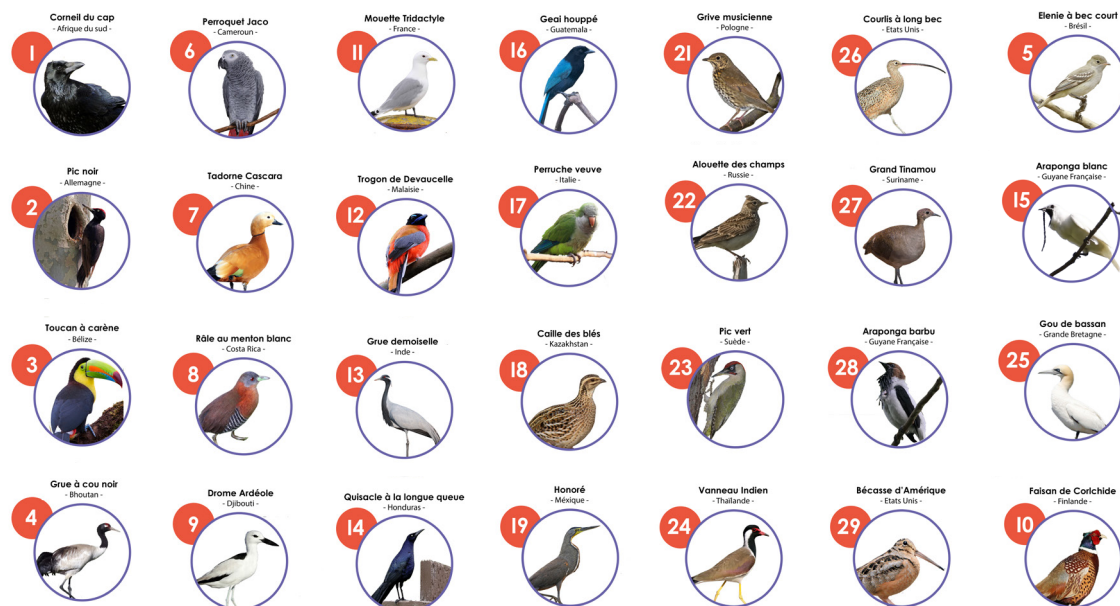 Corneil du cap
- Afrique du sud -
1
Perroquet Jaco
- Cameroun -
6
Mouette Tridactyle
- France -
11
Geai houppé
- Guatemala -
16
Grive musicienne
- Pologne -
21
Courlis à long bec
- Etats Unis -
26
Elenie à bec court
- Brésil -
5
Pic noir
- Allemagne -
2
Tadorne Cascara
- Chine -
7
Trogon de Devaucelle
- Malaisie -
12
Perruche veuve
- Italie -
17
Alouette des champs
- Russie -
22
Grand Tinamou
- Suriname -
27
Araponga blanc
- Guyane Française -
15
Toucan à carène
- Bélize -
3
Râle au menton blanc
- Costa Rica -
8
Grue demoiselle
- Inde -
13
Caille des blés
- Kazakhstan -
18
Pic vert
- Suède -
23
Araponga barbu
- Guyane Française -
28
Gou de bassan
- Grande Bretagne -
25
Grue à cou noir
- Bhoutan -
4
Drome Ardéole
- Djibouti -
9
Quisacle à la longue queue
- Honduras -
14
Honoré
- Méxique -
19
Vanneau Indien
- Thaïlande -
24
Bécasse d'Amérique
- Etats Unis -
29
Faisan de Corlchide
- Finlande -
10